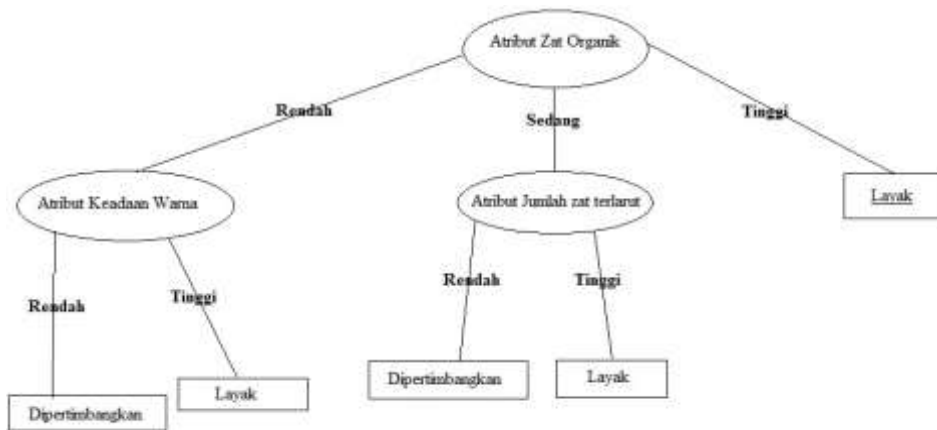 Atribut Zat Organik
Rendah
Sedang
Tinggi
Atribut Keadaan Warna
Atribut Jumlah zat terlarut
Layak
Rendah
Tinggi
Rendah
Tinggi
Dipertimbangkan
Layak
Dipertimbangkan
Layak